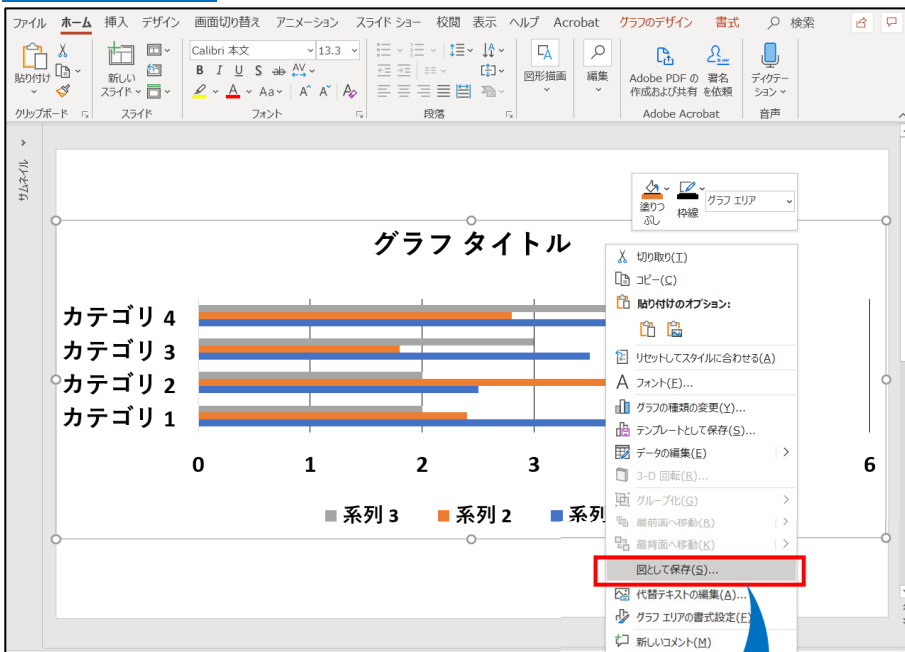 ファイル ホーム 挿入 デザイン 画面切り替え アニメーション スライド ショー 校閲 表示 ヘルプ Acrobat グラフのデザイン 書式 検索
貼り付け
新しい
スライド
Calibri 本文 13.3
B I U S ab AV
A Aa A A A
図形描画
編集
Adobe PDF の
作成および共有
署名
を依頼
ディクテー
ション
クリップボード スライド フォント 段落 Adobe Acrobat 音声
サムネイル
塗りつ
ぶし
枠線
グラフ エリア
グラフ タイトル
カテゴリ 4
カテゴリ 3
カテゴリ 2
カテゴリ 1
0 1 2 3 6
系列 3 系列 2 系列
切り取り(T)
コピー(C)
貼り付けのオプション:
リセットしてスタイルに合わせる(A)
A フォント(F)...
グラフの種類の変更(Y)...
テンプレートとして保存(S)...
データの編集(E)
3-D 回転(R)...
グループ化(G)
最前面へ移動(R)
最背面へ移動(K)
図として保存(S)...
代替テキストの編集(A)...
グラフ エリアの書式設定(F)
新しいコメント(M)